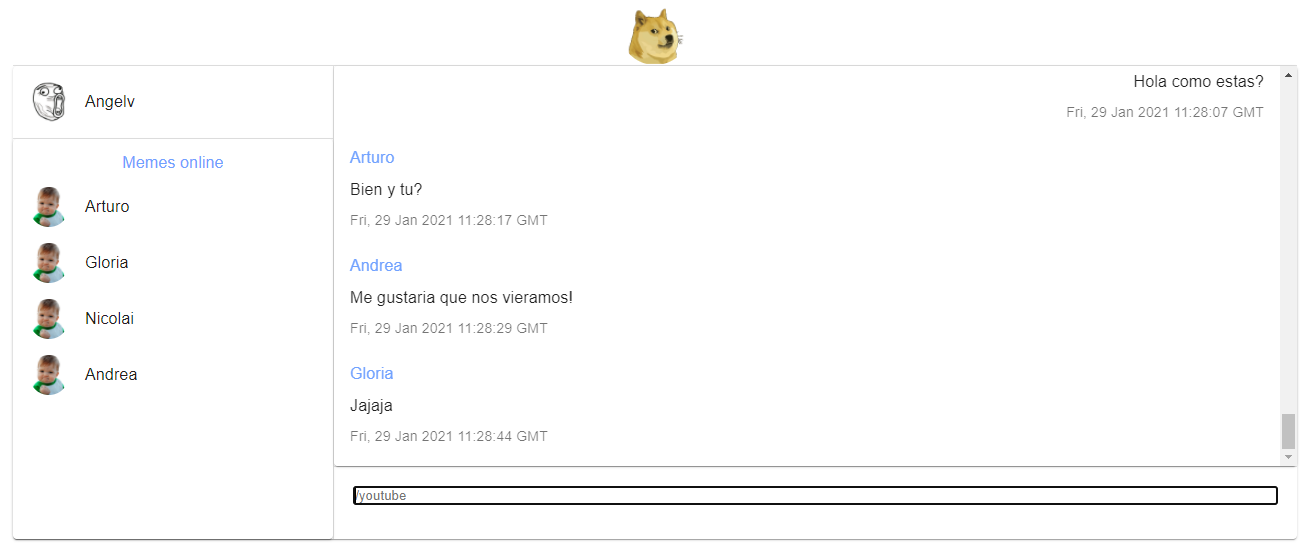 Angelv
Memes online
Arturo
Gloria
Nicolai
Andrea
Hola como estas?
Fri, 29 Jan 2021 11:28:07 GMT
Arturo
Bien y tu?
Fri, 29 Jan 2021 11:28:17 GMT
Andrea
Me gustaria que nos vieramos!
Fri, 29 Jan 2021 11:28:29 GMT
Gloria
Jajaja
Fri, 29 Jan 2021 11:28:44 GMT
/youtube